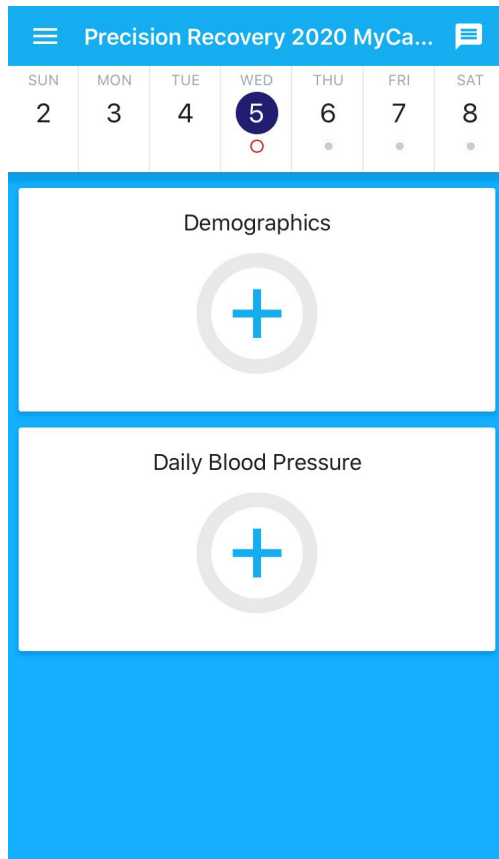 Precision Recovery 2020 MyCa...
SUN MON TUE WED THU FRI SAT
2 3 4 5 6 7 8
Demographics
Daily Blood Pressure